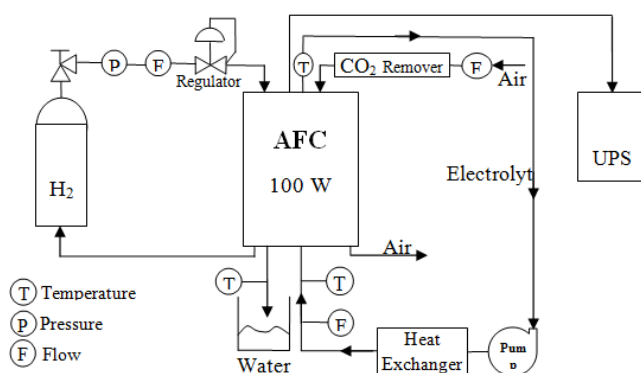 P
F
Regulator
T
CO2 Remover
F
Air
H2
AFC
100 W
UPS
Electrolyt
Air
T
T
F
T Temperature
P Pressure
F Flow
Water
Heat
Exchanger
Pum
p